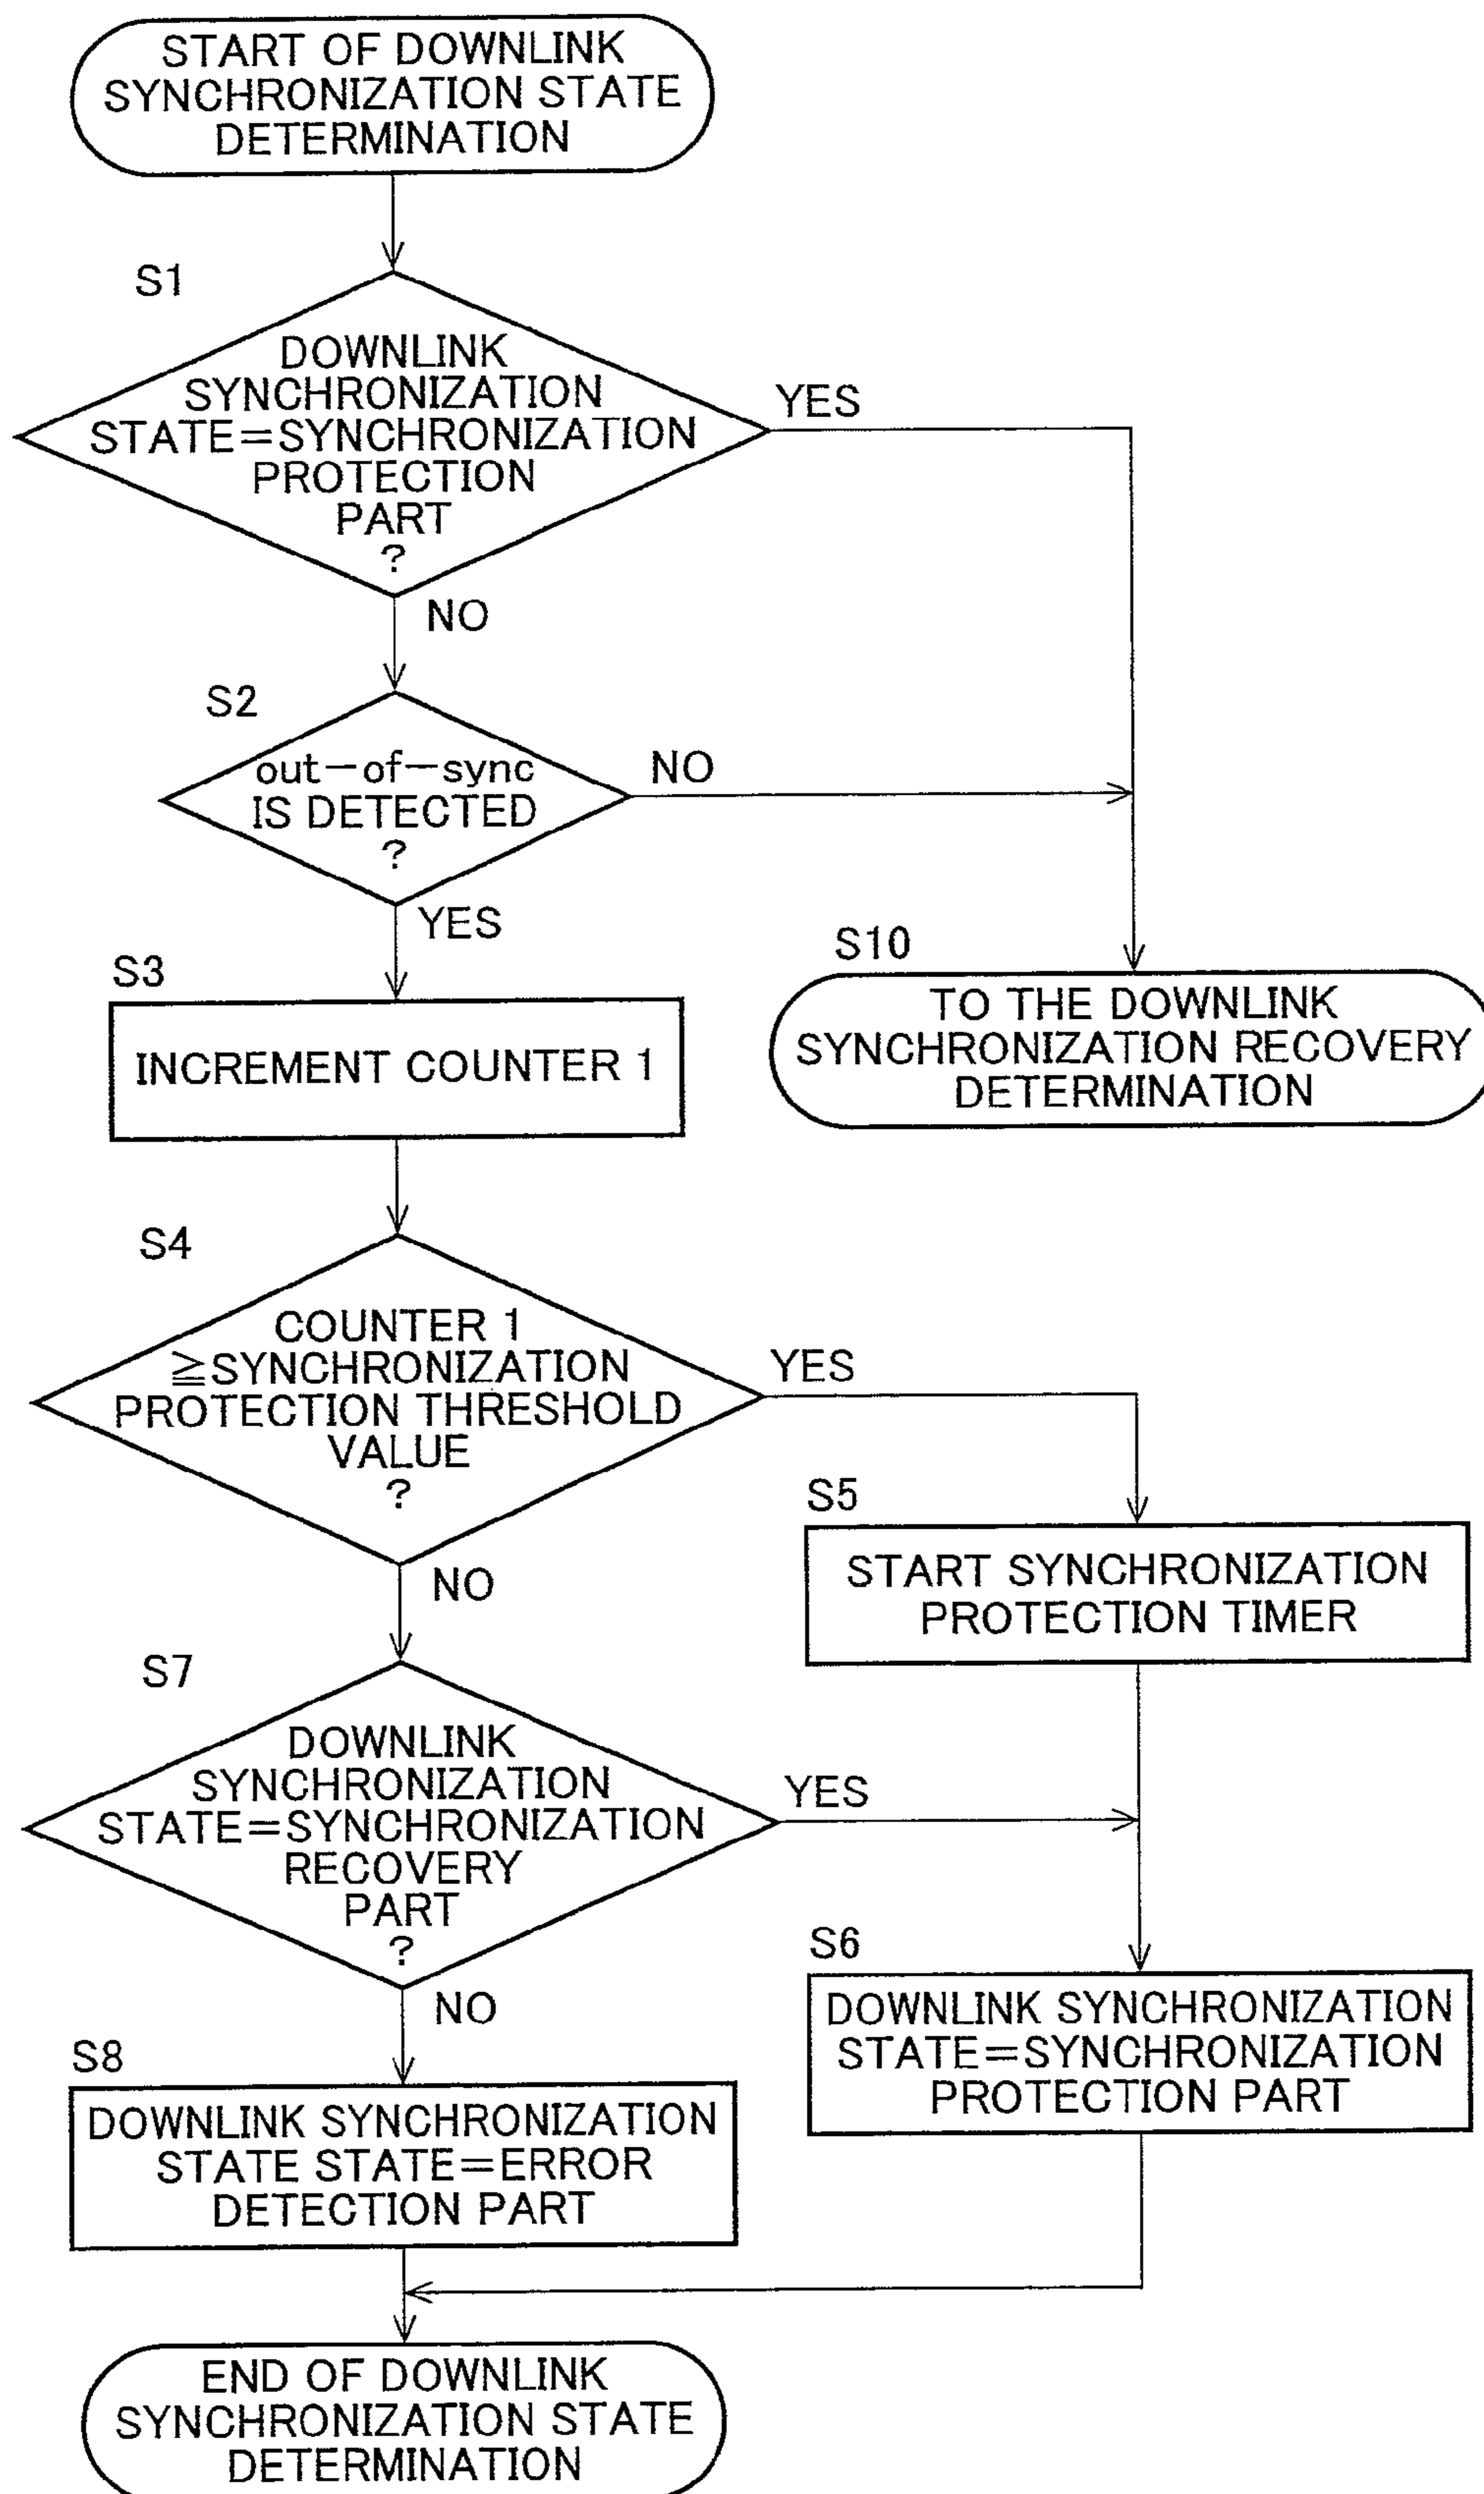 START OF DOWNLINK
SYNCHRONIZATION STATE
DETERMINATION
S1
DOWNLINK
SYNCHRONIZATION
STATE=SYNCHRONIZATION
PROTECTION
PART
?
YES
NO
S2
out-of-sync
IS DETECTED
?
NO
YES
S3
INCREMENT COUNTER 1
S10
TO THE DOWNLINK
SYNCHRONIZATION RECOVERY
DETERMINATION
S4
COUNTER 1
≧SYNCHRONIZATION
PROTECTION THRESHOLD
VALUE
?
YES
NO
S5
START SYNCHRONIZATION
PROTECTION TIMER
S7
DOWNLINK
SYNCHRONIZATION
STATE=SYNCHRONIZATION
RECOVERY
PART
?
YES
NO
S6
DOWNLINK SYNCHRONIZATION
STATE=SYNCHRONIZATION
PROTECTION PART
S8
DOWNLINK SYNCHRONIZATION
STATE STATE=ERROR
DETECTION PART
END OF DOWNLINK
SYNCHRONIZATION STATE
DETERMINATION